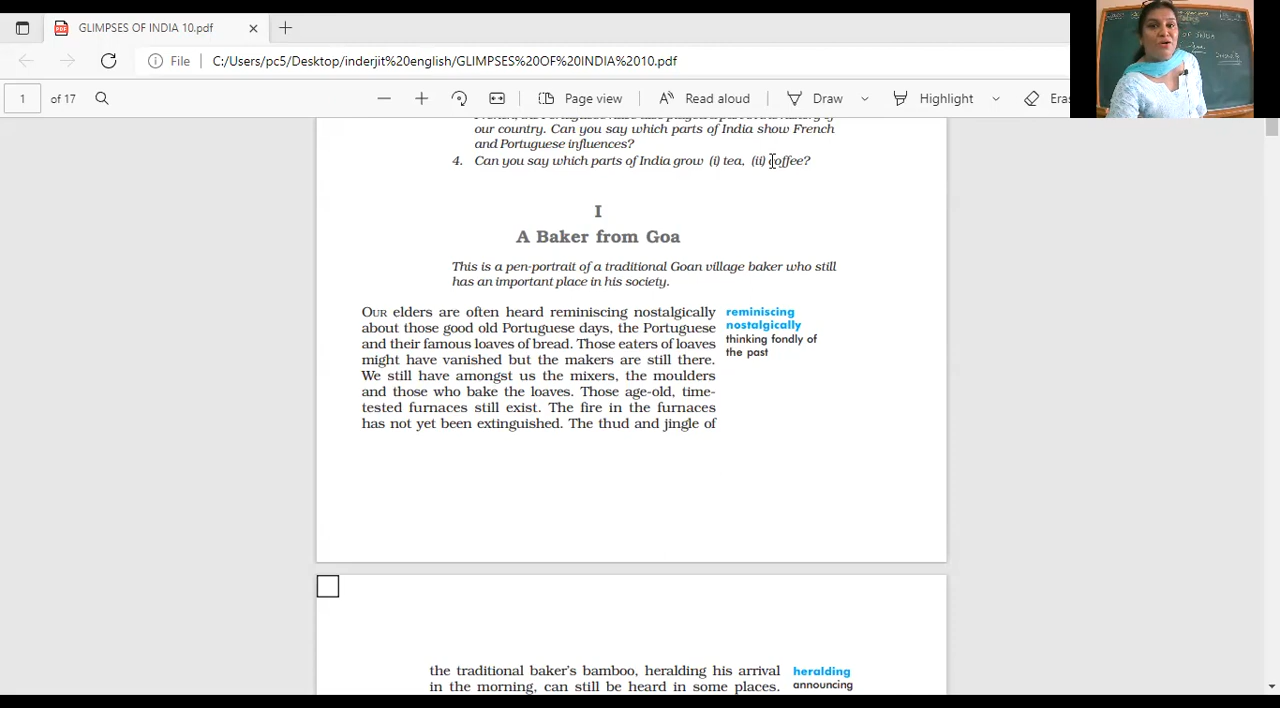 GLIMPSES OF INDIA 10.pdf
File C:/Users/pc5/Desktop/inderjit%20english/GLIMPSES%20OF%20INDIA%2010.pdf
1 of 17 Page view Read aloud Draw Highlight Eras
our country. Can you say which parts of India show French
and Portuguese influences?
4. Can you say which parts of India grow (i) tea, (ii) coffee?
I
A Baker from Goa
This is a pen-portrait of a traditional Goan village baker who still
has an important place in his society.
OUR elders are often heard reminiscing nostalgically
about those good old Portuguese days, the Portuguese
and their famous loaves of bread. Those eaters of loaves
might have vanished but the makers are still there.
We still have amongst us the mixers, the moulders
and those who bake the loaves. Those age-old, time-
tested furnaces still exist. The fire in the furnaces
has not yet been extinguished. The thud and jingle of
reminiscing
nostalgically
thinking fondly of
the past
the traditional baker's bamboo, heralding his arrival
in the morning, can still be heard in some places.
heralding
announcing